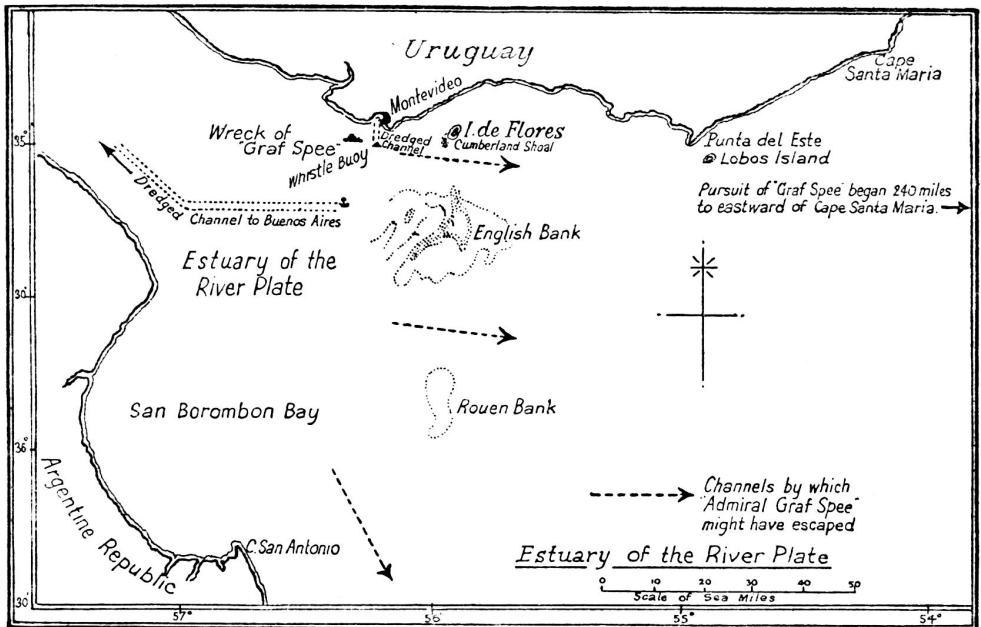 Uruguay
Cape
Santa Maria
Montevideo
I. de Flores
Cumberland Shoal
Dredged
Channel
Wreck of
"Graf Spee"
Whistle Buoy
Punta del Este
Lobos Island
Pursuit of "Graf Spee" began 240 miles
to eastward of Cape Santa Maria.
Dredged
Channel to Buenos Aires
English Bank
Estuary of the
River Plate
San Borombon Bay
Rouen Bank
Argentine Republic
C. San Antonio
Channels by which
"Admiral Graf Spee"
might have escaped
Estuary of the River Plate
0 10 20 30 40 50
Scale of Sea Miles
35°
30
36°
30
57° 56 55° 54°